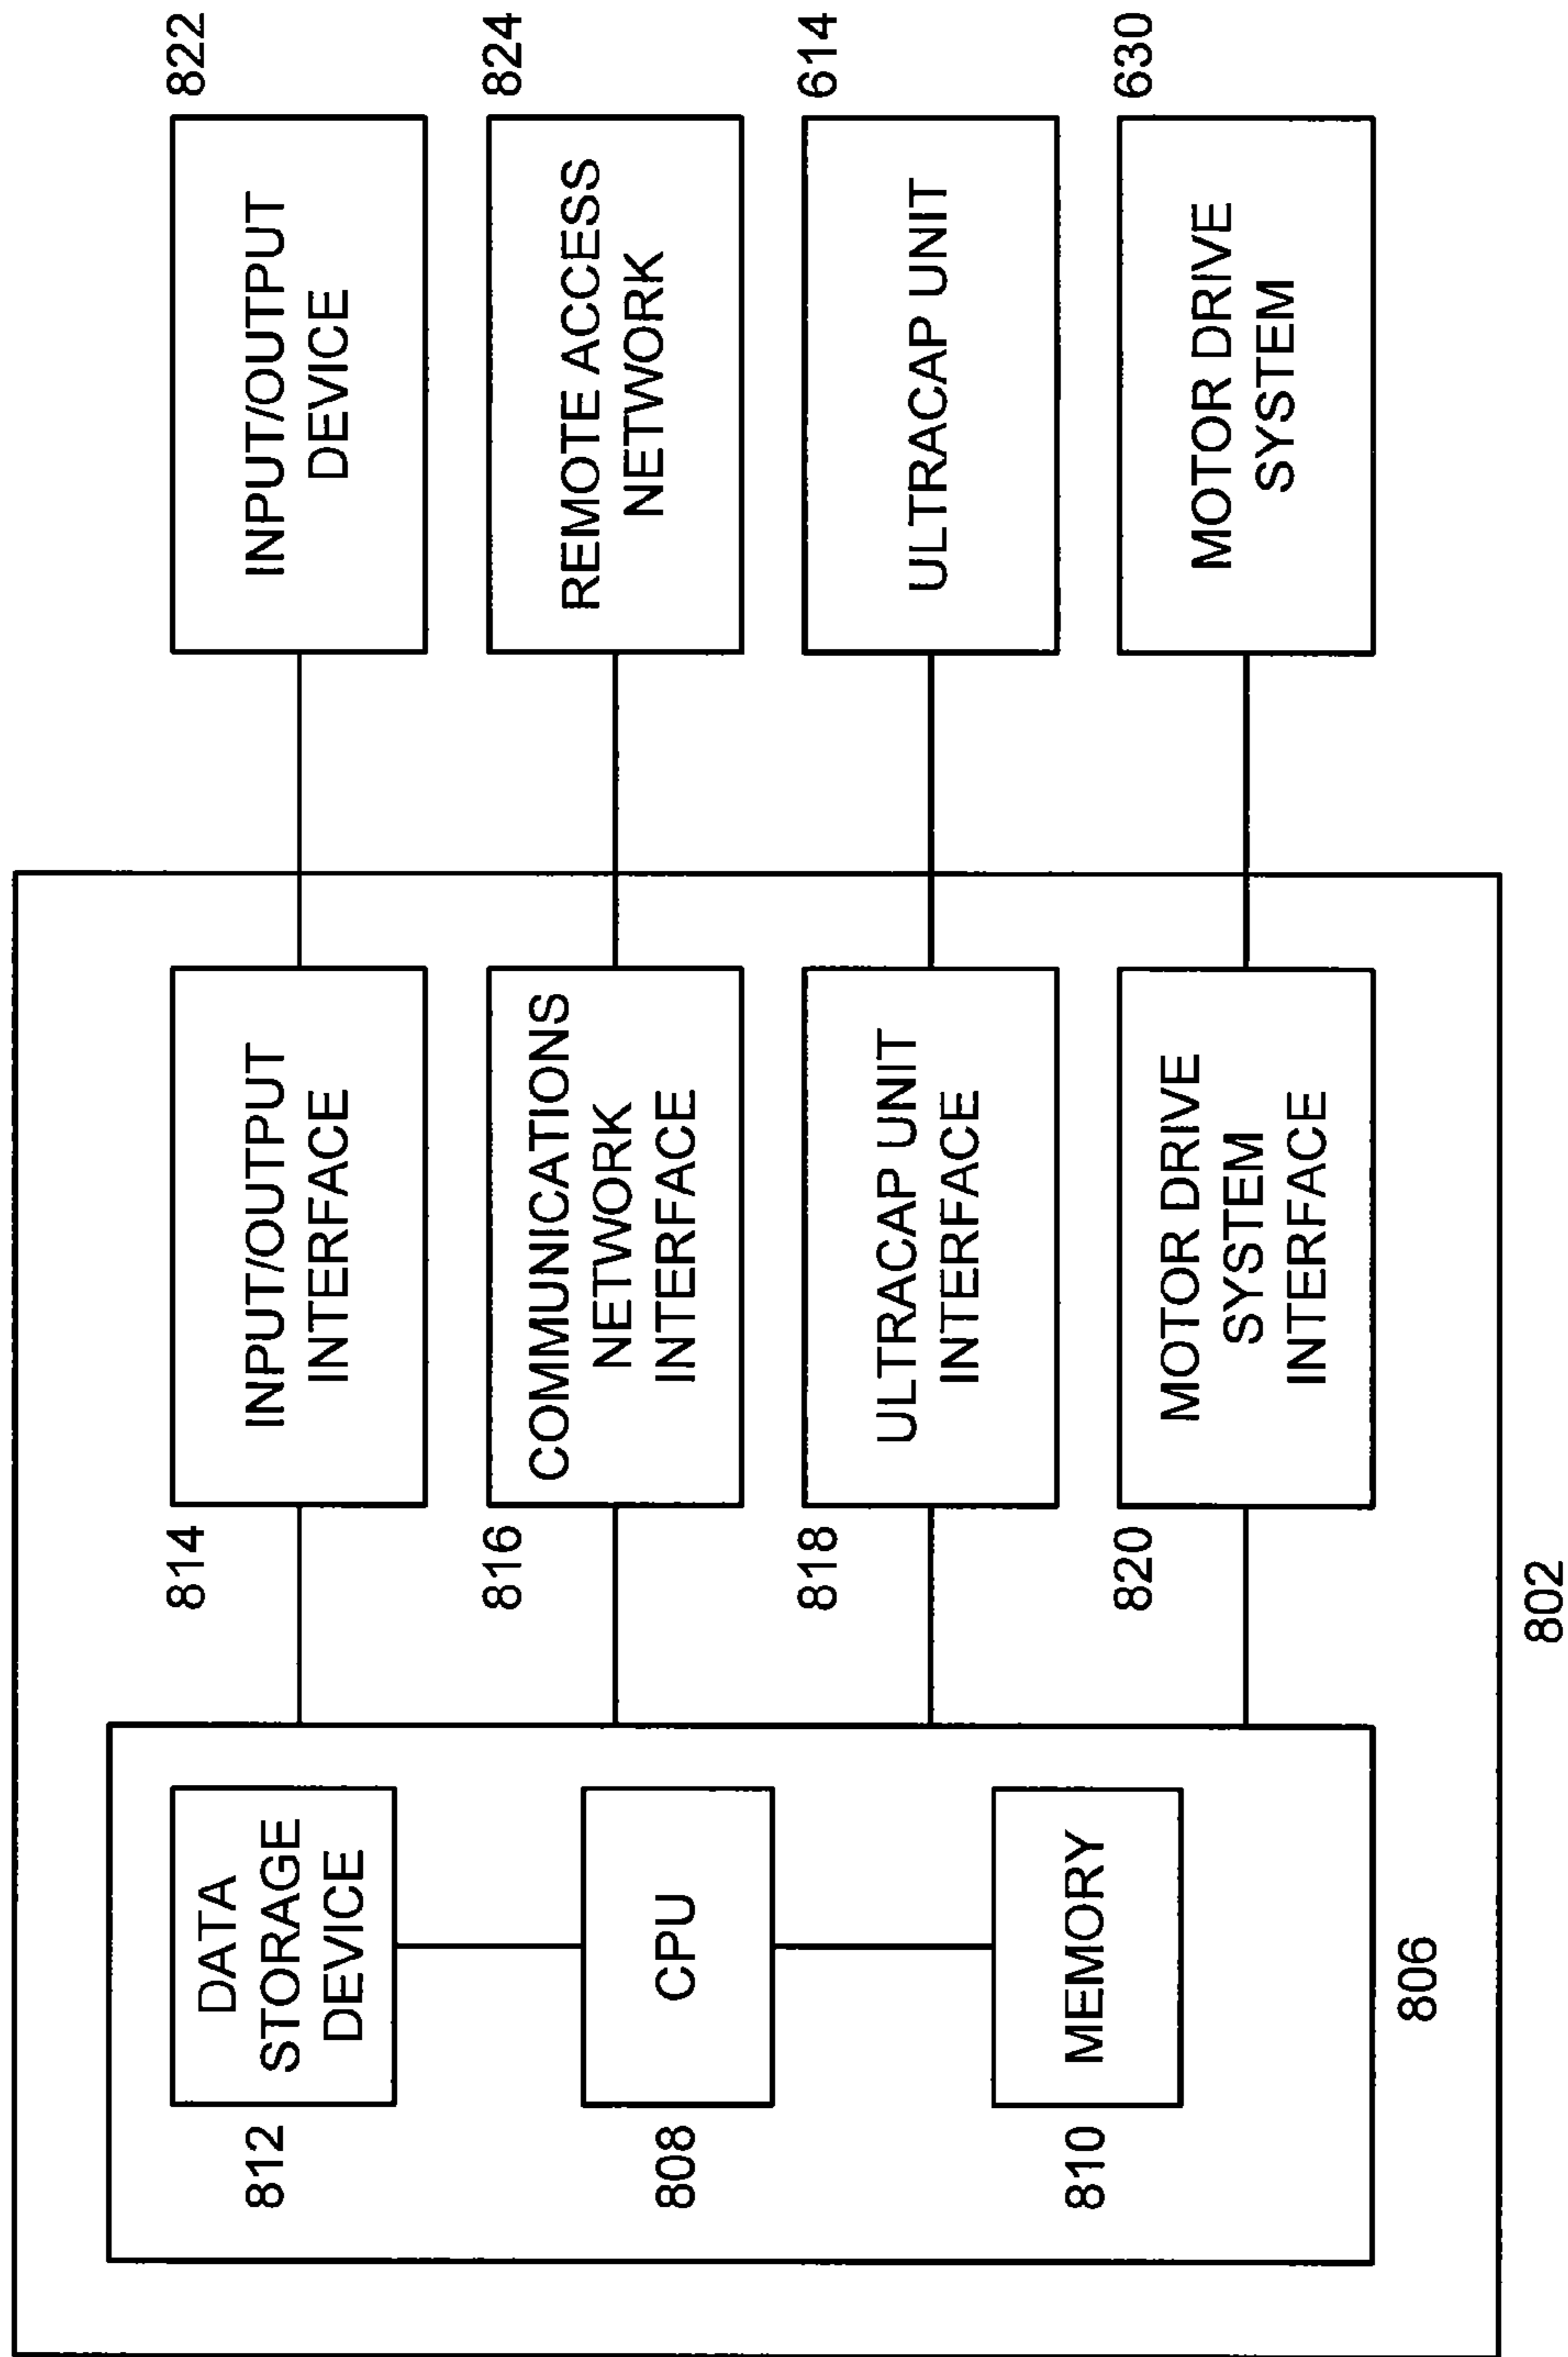 DATA
STORAGE
DEVICE
812
CPU
808
MEMORY
810
806
INPUT/OUTPUT
INTERFACE
814
COMMUNICATIONS
NETWORK
INTERFACE
816
ULTRACAP UNIT
INTERFACE
818
MOTOR DRIVE
SYSTEM
INTERFACE
820
802
INPUT/OUTPUT
DEVICE
822
REMOTE ACCESS
NETWORK
824
ULTRACAP UNIT
614
MOTOR DRIVE
SYSTEM
630